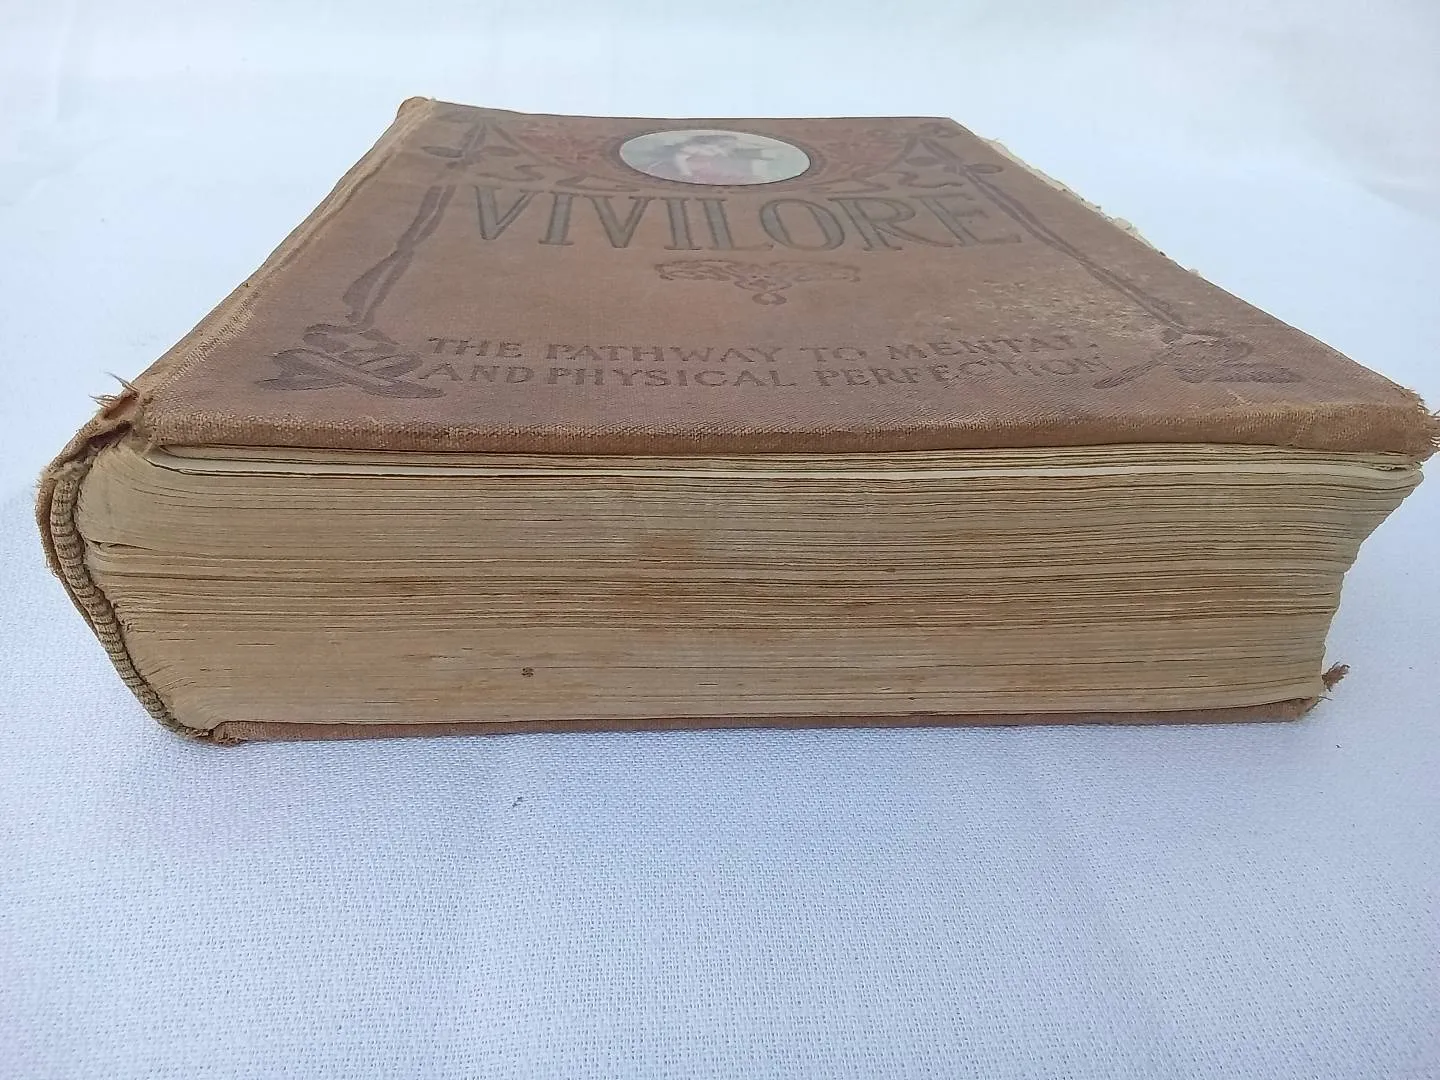 VIVILORE
THE PATHWAY TO MENTAL
AND PHYSICAL PERFECTION